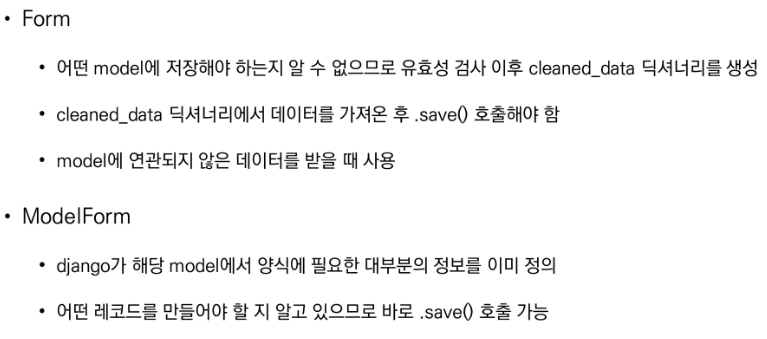 • Form
• 어떤 model에 저장해야 하는지 알 수 없으므로 유효성 검사 이후 cleaned_data 딕셔너리를 생성
• cleaned_data 딕셔너리에서 데이터를 가져온 후 .save() 호출해야 함
• model에 연관되지 않은 데이터를 받을 때 사용
• ModelForm
• django가 해당 model에서 양식에 필요한 대부분의 정보를 이미 정의
• 어떤 레코드를 만들어야 할 지 알고 있으므로 바로 .save() 호출 가능